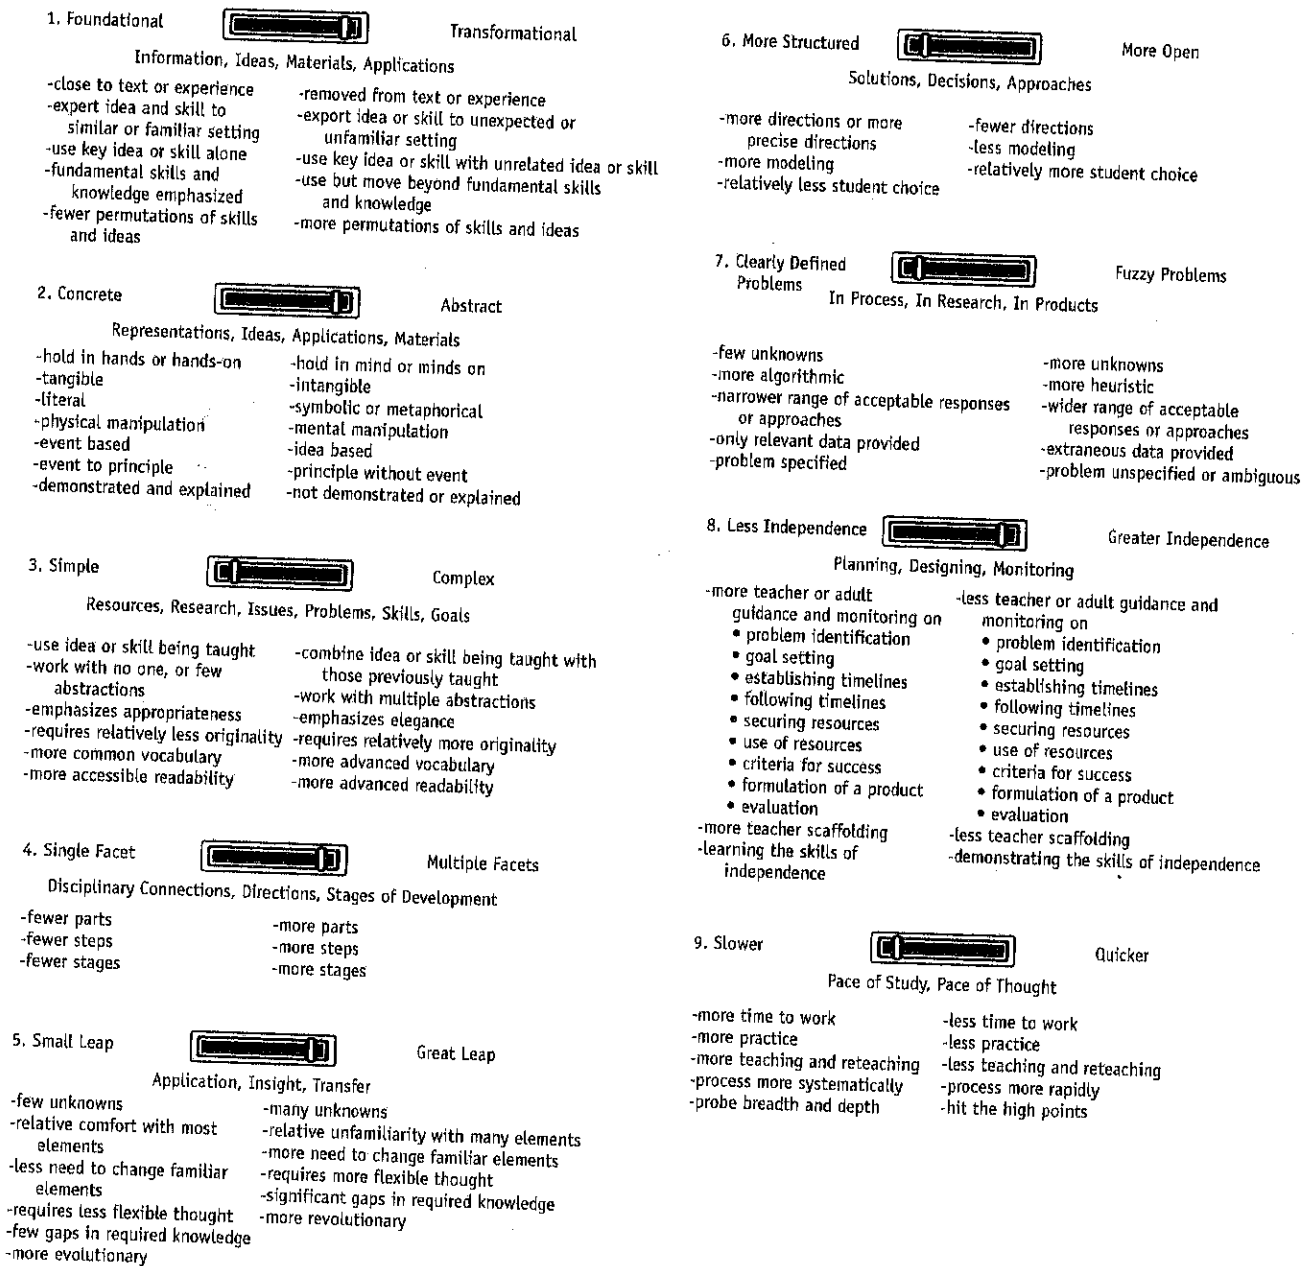 1. Foundational
Transformational
Information, Ideas, Materials, Applications
-close to text or experience
-expert idea and skill to
similar or familiar setting
-use key idea or skill alone
-fundamental skills and
knowledge emphasized
-fewer permutations of skills
and ideas
-removed from text or experience
-export idea or skill to unexpected or
unfamiliar setting
-use key idea or skill with unrelated idea or skill
-use but move beyond fundamental skills
and knowledge
-more permutations of skills and ideas
2. Concrete
Abstract
Representations, Ideas, Applications, Materials
-hold in hands or hands-on
-tangible
-literal
-physical manipulation
-event based
-event to principle
-demonstrated and explained
-hold in mind or minds on
-intangible
-symbolic or metaphorical
-mental manipulation
-idea based
-principle without event
-not demonstrated or explained
3. Simple
Complex
Resources, Research, Issues, Problems, Skills, Goals
-use idea or skill being taught
-work with no one, or few
abstractions
-emphasizes appropriateness
-requires relatively less originality
-more common vocabulary
-more accessible readability
-combine idea or skill being taught with
those previously taught
-work with multiple abstractions
-emphasizes elegance
-requires relatively more originality
-more advanced vocabulary
-more advanced readability
4. Single Facet
Multiple Facets
Disciplinary Connections, Directions, Stages of Development
-fewer parts
-fewer steps
-fewer stages
-more parts
-more steps
-more stages
5. Small Leap
Great Leap
Application, Insight, Transfer
-few unknowns
-relative comfort with most
elements
-less need to change familiar
elements
-requires less flexible thought
-few gaps in required knowledge
-more evolutionary
-many unknowns
-relative unfamiliarity with many elements
-more need to change familiar elements
-requires more flexible thought
-significant gaps in required knowledge
-more revolutionary
6. More Structured
More Open
Solutions, Decisions, Approaches
-more directions or more
precise directions
-more modeling
-relatively less student choice
-fewer directions
-less modeling
-relatively more student choice
7. Clearly Defined
Problems
Fuzzy Problems
In Process, In Research, In Products
-few unknowns
-more algorithmic
-narrower range of acceptable responses
or approaches
-only relevant data provided
-problem specified
-more unknowns
-more heuristic
-wider range of acceptable
responses or approaches
-extraneous data provided
-problem unspecified or ambiguous
8. Less Independence
Greater Independence
Planning, Designing, Monitoring
-more teacher or adult
guidance and monitoring on
• problem identification
• goal setting
• establishing timelines
• following timelines
• securing resources
• use of resources
• criteria for success
• formulation of a product
• evaluation
-more teacher scaffolding
-learning the skills of
independence
-less teacher or adult guidance and
monitoring on
• problem identification
• goal setting
• establishing timelines
• following timelines
• securing resources
• use of resources
• criteria for success
• formulation of a product
• evaluation
-less teacher scaffolding
-demonstrating the skills of independence
9. Slower
Quicker
Pace of Study, Pace of Thought
-more time to work
-more practice
-more teaching and reteaching
-process more systematically
-probe breadth and depth
-less time to work
-less practice
-less teaching and reteaching
-process more rapidly
-hit the high points